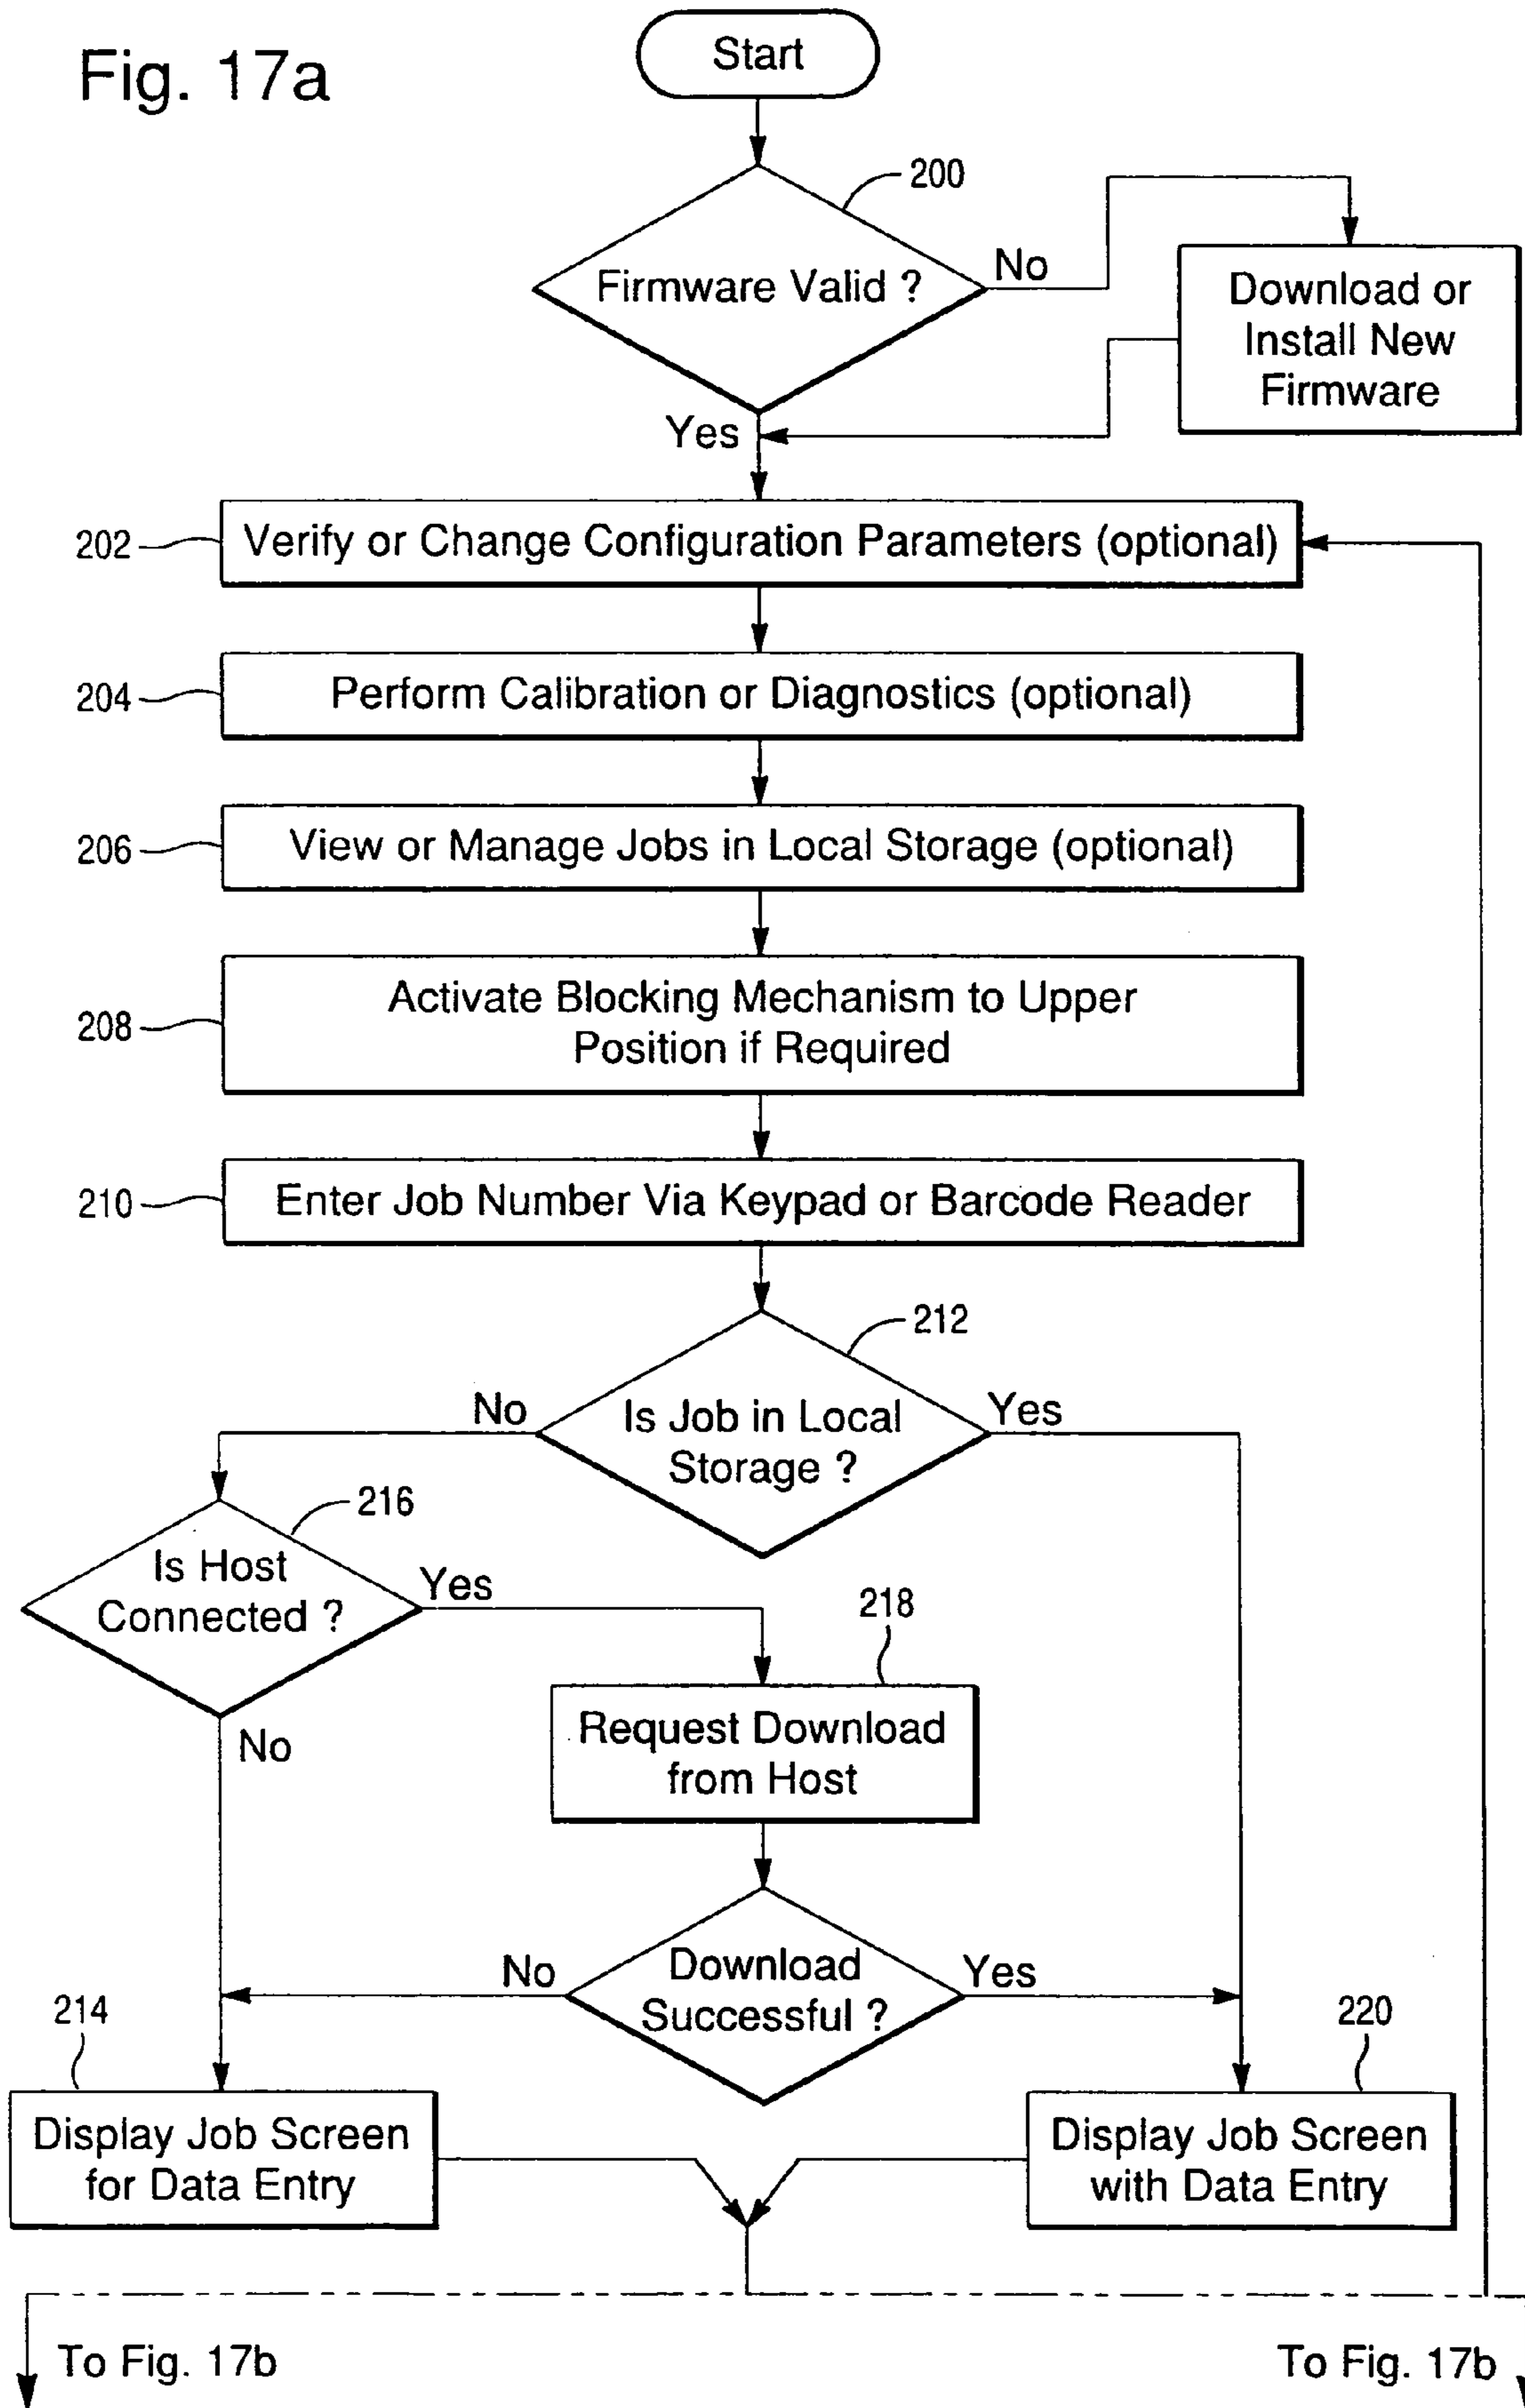 Fig. 17a
Start
200
Firmware Valid ?
No
Download or
Install New
Firmware
Yes
202
Verify or Change Configuration Parameters (optional)
204
Perform Calibration or Diagnostics (optional)
206
View or Manage Jobs in Local Storage (optional)
208
Activate Blocking Mechanism to Upper
Position if Required
210
Enter Job Number Via Keypad or Barcode Reader
212
No
Is Job in Local
Storage ?
Yes
216
Is Host
Connected ?
Yes
218
Request Download
from Host
No
No
Download
Successful ?
Yes
214
220
Display Job Screen
for Data Entry
Display Job Screen
with Data Entry
To Fig. 17b
To Fig. 17b